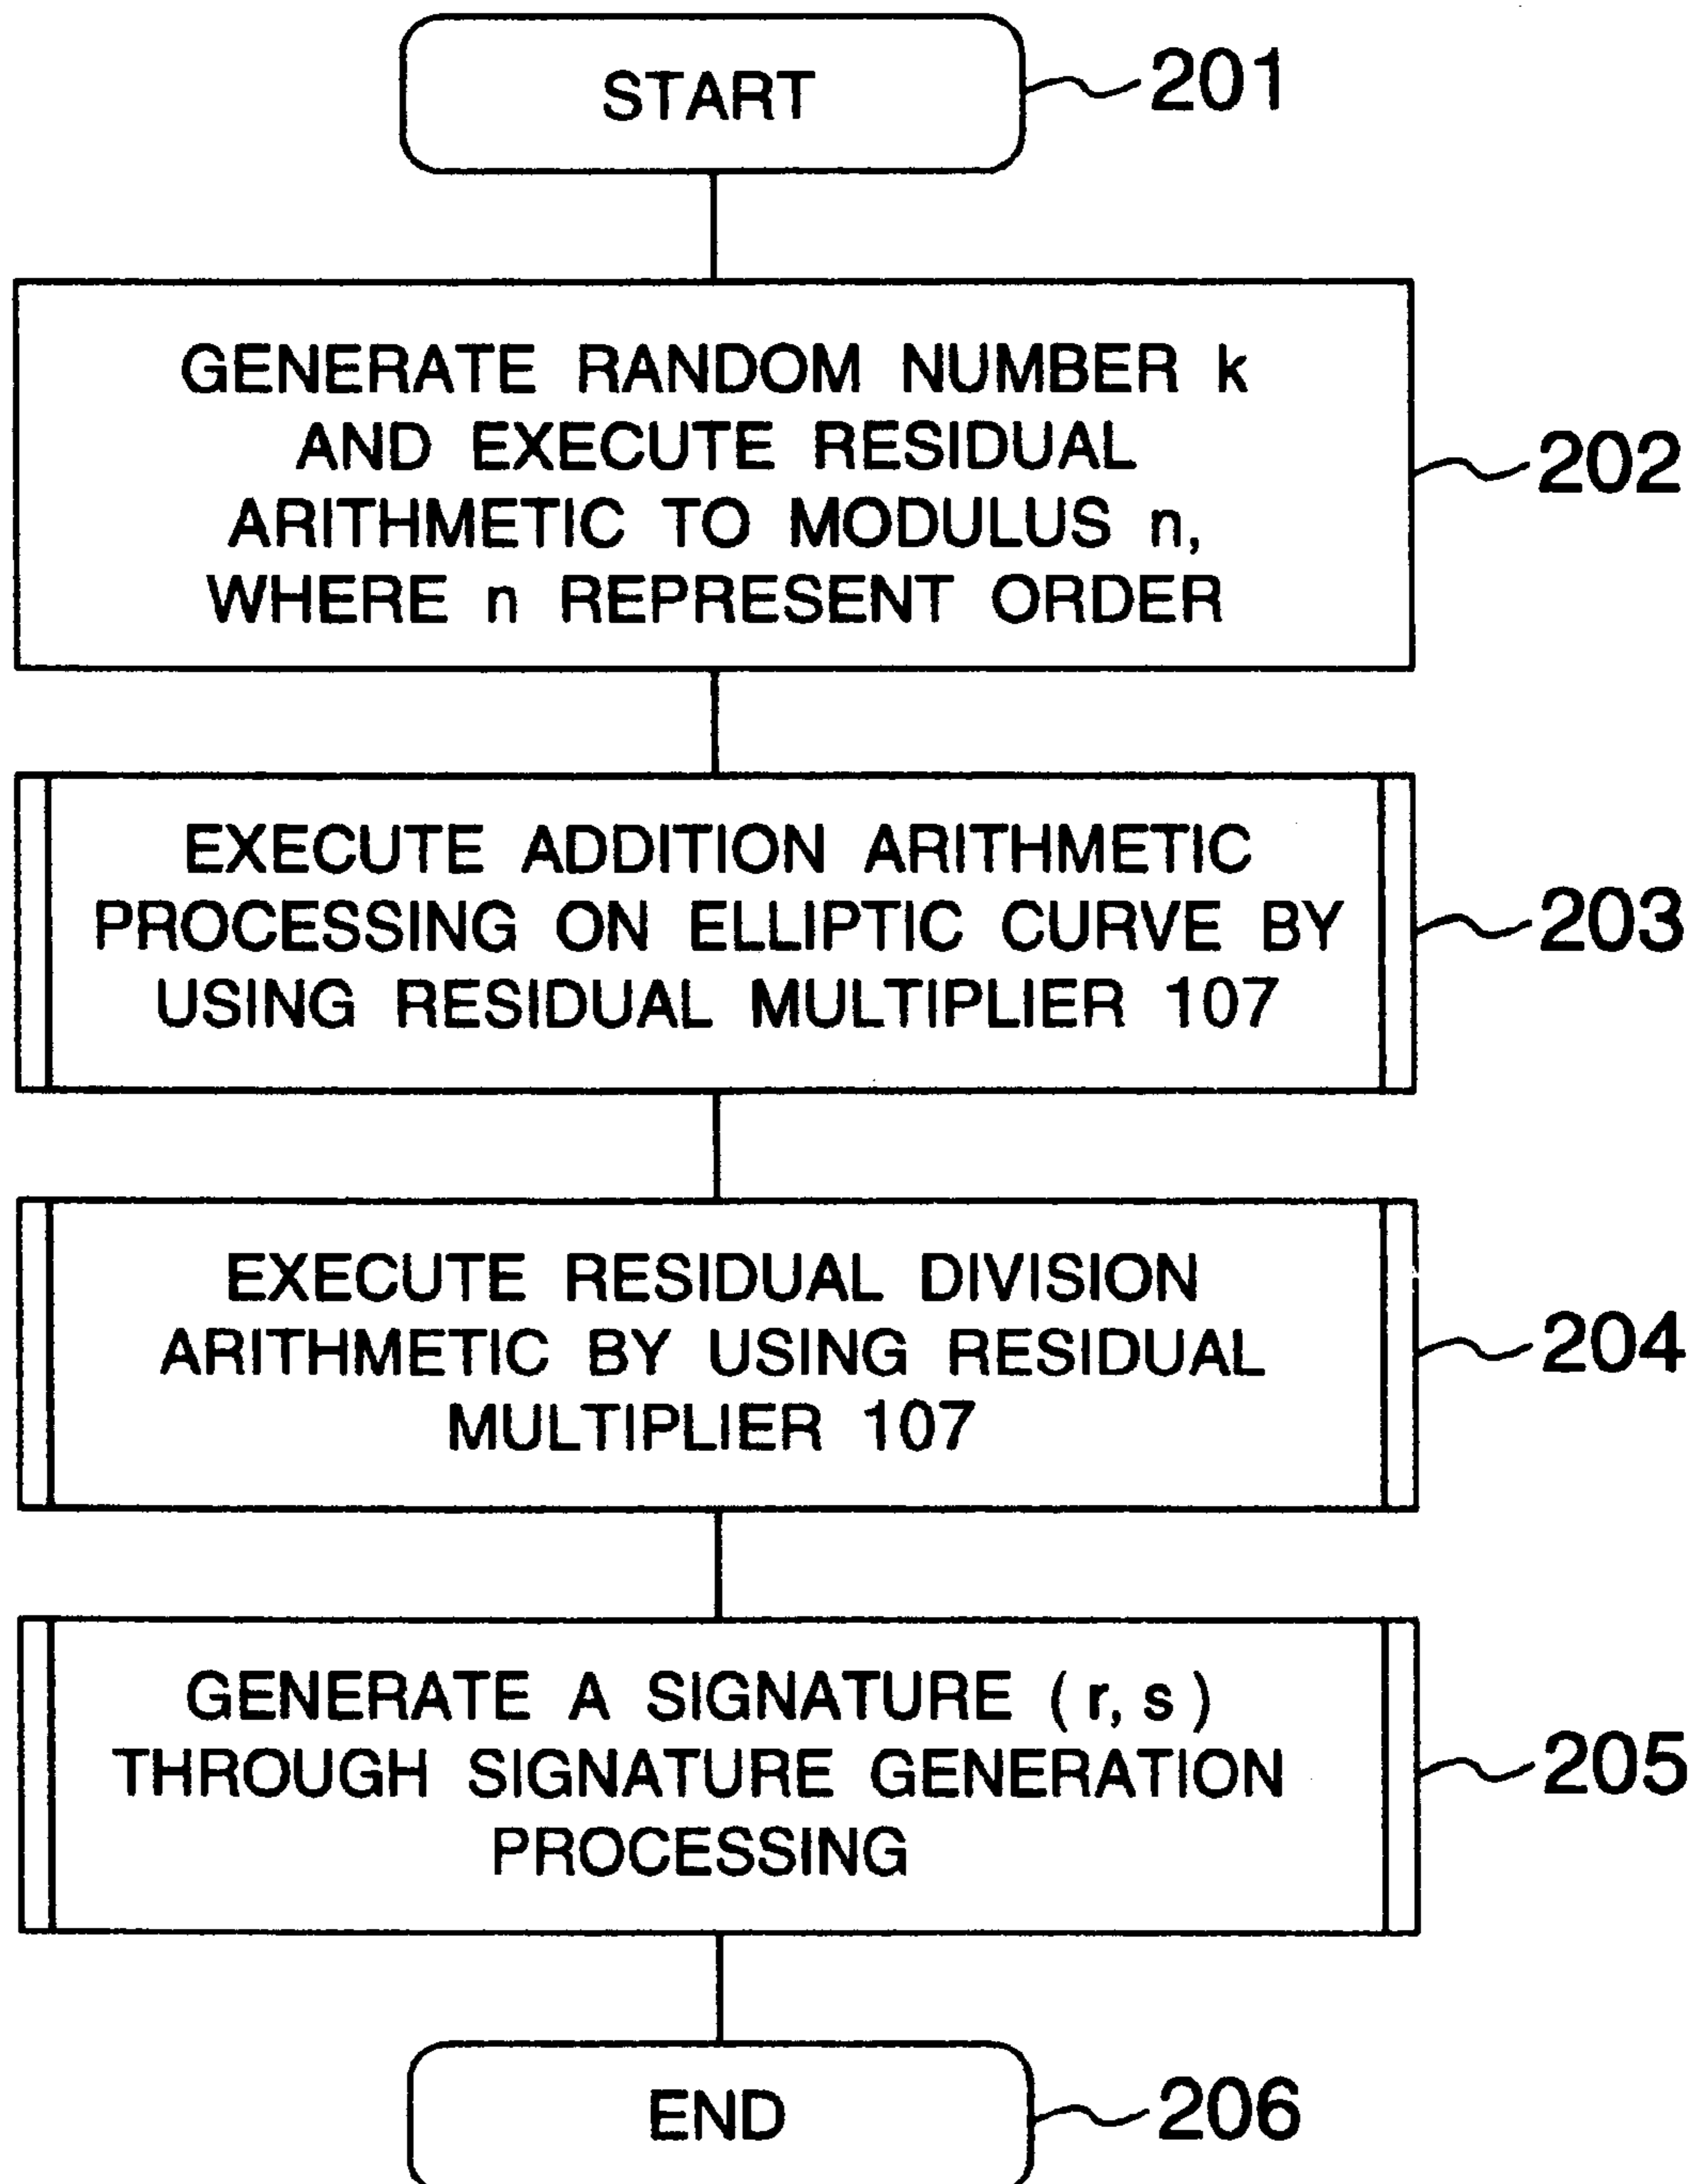 START
201
GENERATE RANDOM NUMBER k
AND EXECUTE RESIDUAL
ARITHMETIC TO MODULUS n,
WHERE n REPRESENT ORDER
202
EXECUTE ADDITION ARITHMETIC
PROCESSING ON ELLIPTIC CURVE BY
USING RESIDUAL MULTIPLIER 107
203
EXECUTE RESIDUAL DIVISION
ARITHMETIC BY USING RESIDUAL
MULTIPLIER 107
204
GENERATE A SIGNATURE (r, s)
THROUGH SIGNATURE GENERATION
PROCESSING
205
END
206